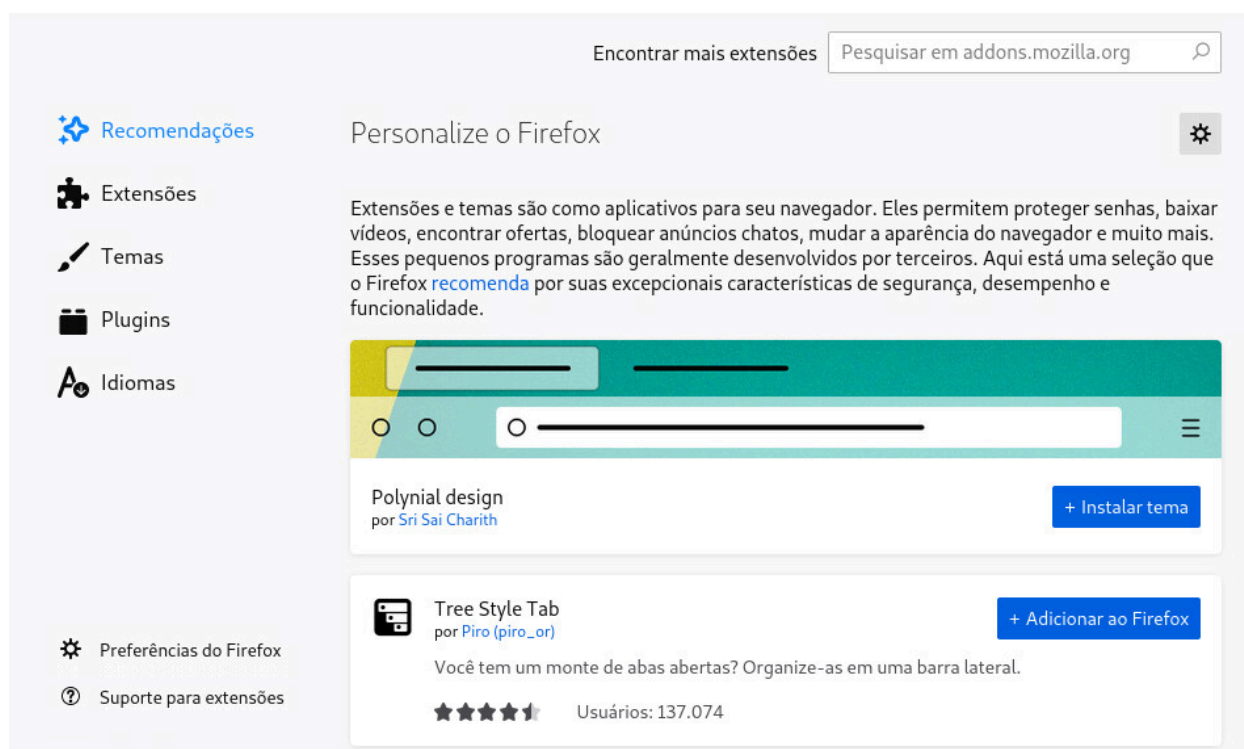 Encontrar mais extensões
Pesquisar em addons.mozilla.org
Recomendações
Extensões
Temas
Plugins
Idiomas
Preferências do Firefox
Suporte para extensões
Personalize o Firefox
Extensões e temas são como aplicativos para seu navegador. Eles permitem proteger senhas, baixar
vídeos, encontrar ofertas, bloquear anúncios chatos, mudar a aparência do navegador e muito mais.
Esses pequenos programas são geralmente desenvolvidos por terceiros. Aqui está uma seleção que
o Firefox recomenda por suas excepcionais características de segurança, desempenho e
funcionalidade.
Polynial design
por Sri Sai Charith
+ Instalar tema
Tree Style Tab
por Piro (piro_or)
+ Adicionar ao Firefox
Você tem um monte de abas abertas? Organize-as em uma barra lateral.
Usuários: 137.074